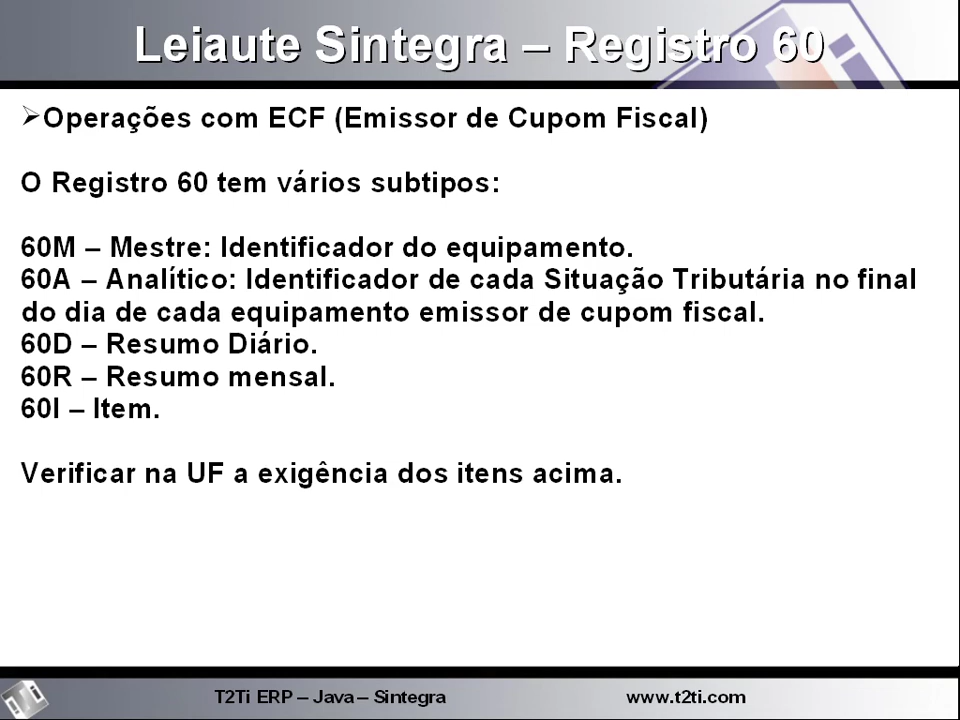 Leiaute Sintegra – Registro 60
Operações com ECF (Emissor de Cupom Fiscal)
O Registro 60 tem vários subtipos:
60M – Mestre: Identificador do equipamento.
60A – Analítico: Identificador de cada Situação Tributária no final
do dia de cada equipamento emissor de cupom fiscal.
60D – Resumo Diário.
60R – Resumo mensal.
60I – Item.
Verificar na UF a exigência dos itens acima.
T2Ti ERP – Java – Sintegra www.t2ti.com